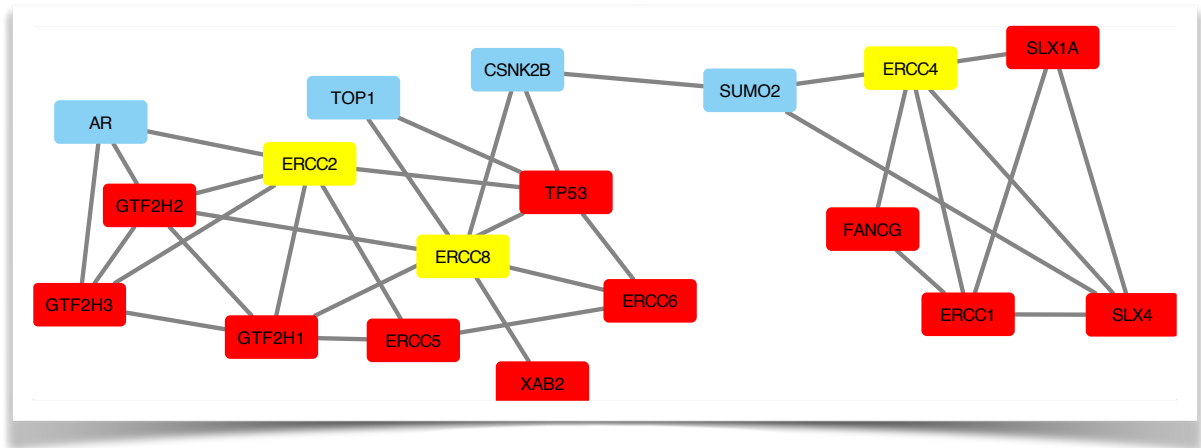 SLX1A
CSNK2B
ERCC4
TOP1
SUMO2
AR
ERCC2
TP53
GTF2H2
FANCG
ERCC8
GTF2H3
ERCC6
ERCC1
SLX4
GTF2H1
ERCC5
XAB2